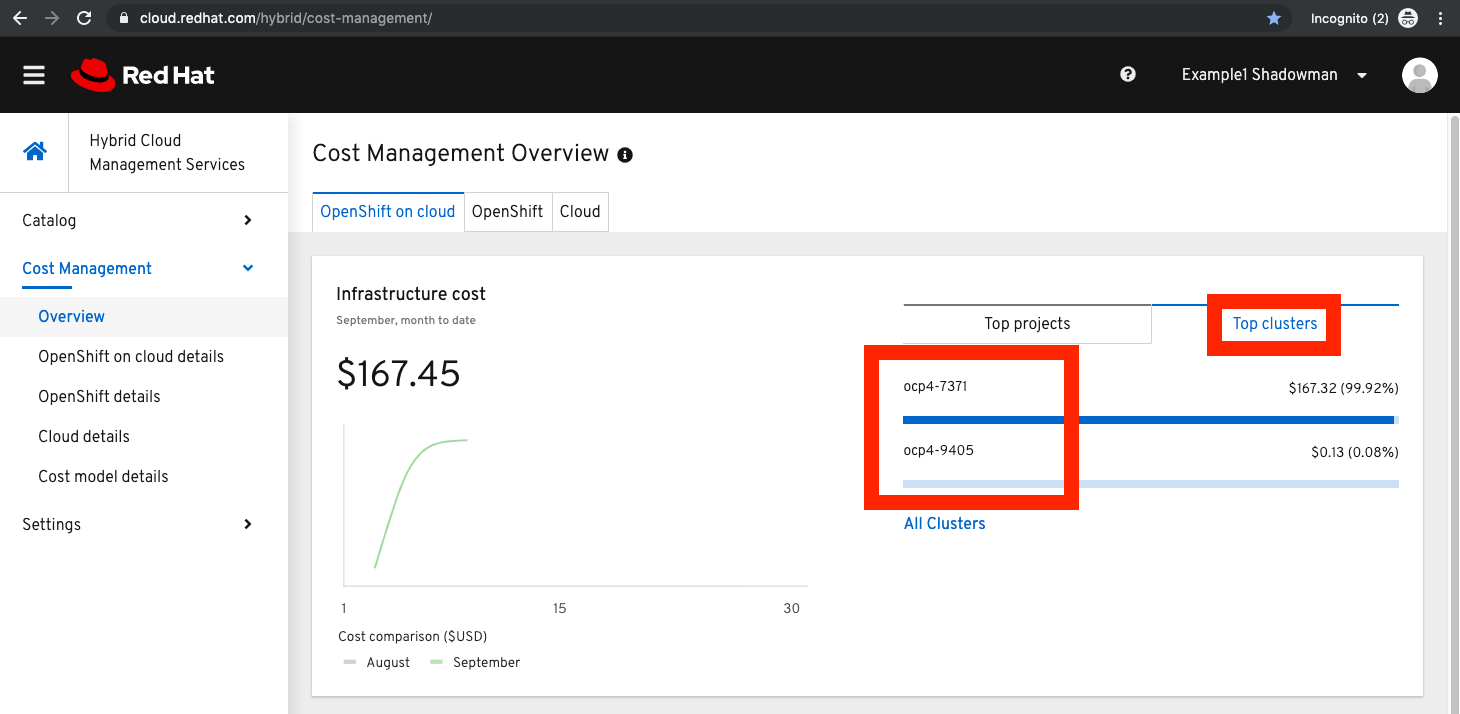 cloud.redhat.com/hybrid/cost-management/
Incognito (2)
Red Hat
Example1 Shadowman
Hybrid Cloud
Management Services
Catalog
Cost Management
Overview
OpenShift on cloud details
OpenShift details
Cloud details
Cost model details
Settings
Cost Management Overview
OpenShift on cloud
OpenShift
Cloud
Infrastructure cost
September, month to date
$167.45
1
15
30
Cost comparison ($USD)
August
September
Top projects
Top clusters
ocp4-7371
$167.32 (99.92%)
ocp4-9405
$0.13 (0.08%)
All Clusters